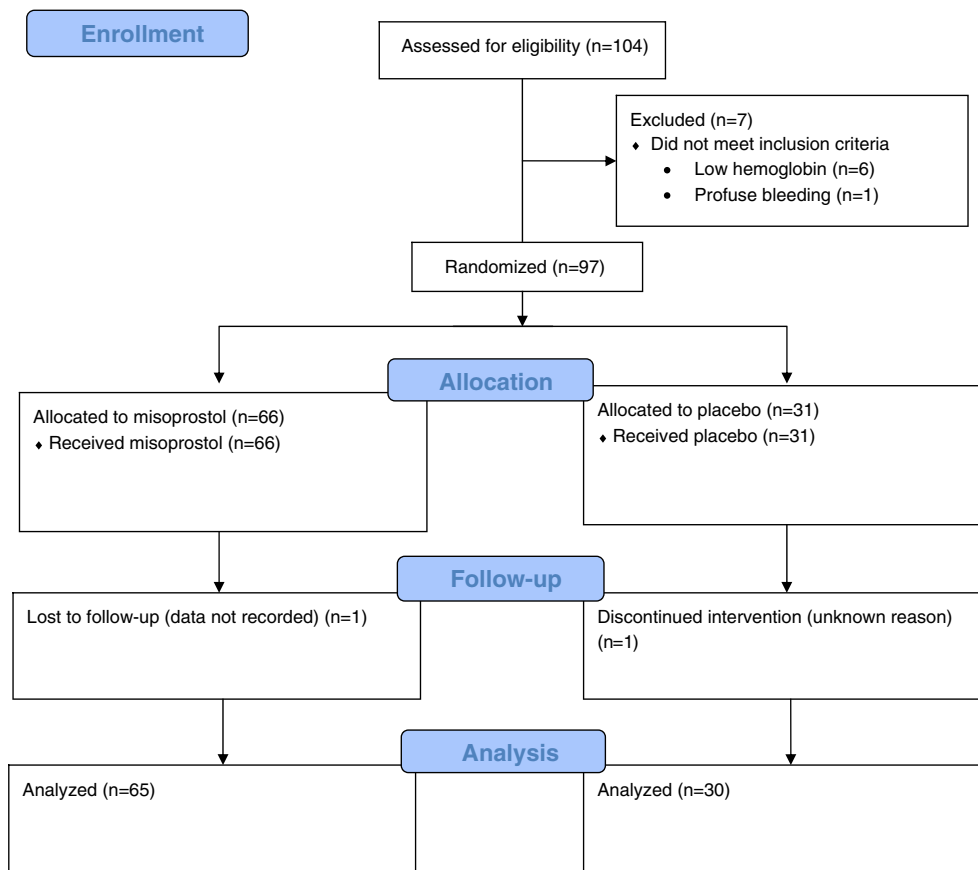 Enrollment
Assessed for eligibility (n=104)
Excluded (n=7)
♦ Did not meet inclusion criteria
• Low hemoglobin (n=6)
• Profuse bleeding (n=1)
Randomized (n=97)
Allocation
Allocated to misoprostol (n=66)
♦ Received misoprostol (n=66)
Allocated to placebo (n=31)
♦ Received placebo (n=31)
Follow-up
Lost to follow-up (data not recorded) (n=1)
Discontinued intervention (unknown reason)
(n=1)
Analysis
Analyzed (n=65)
Analyzed (n=30)